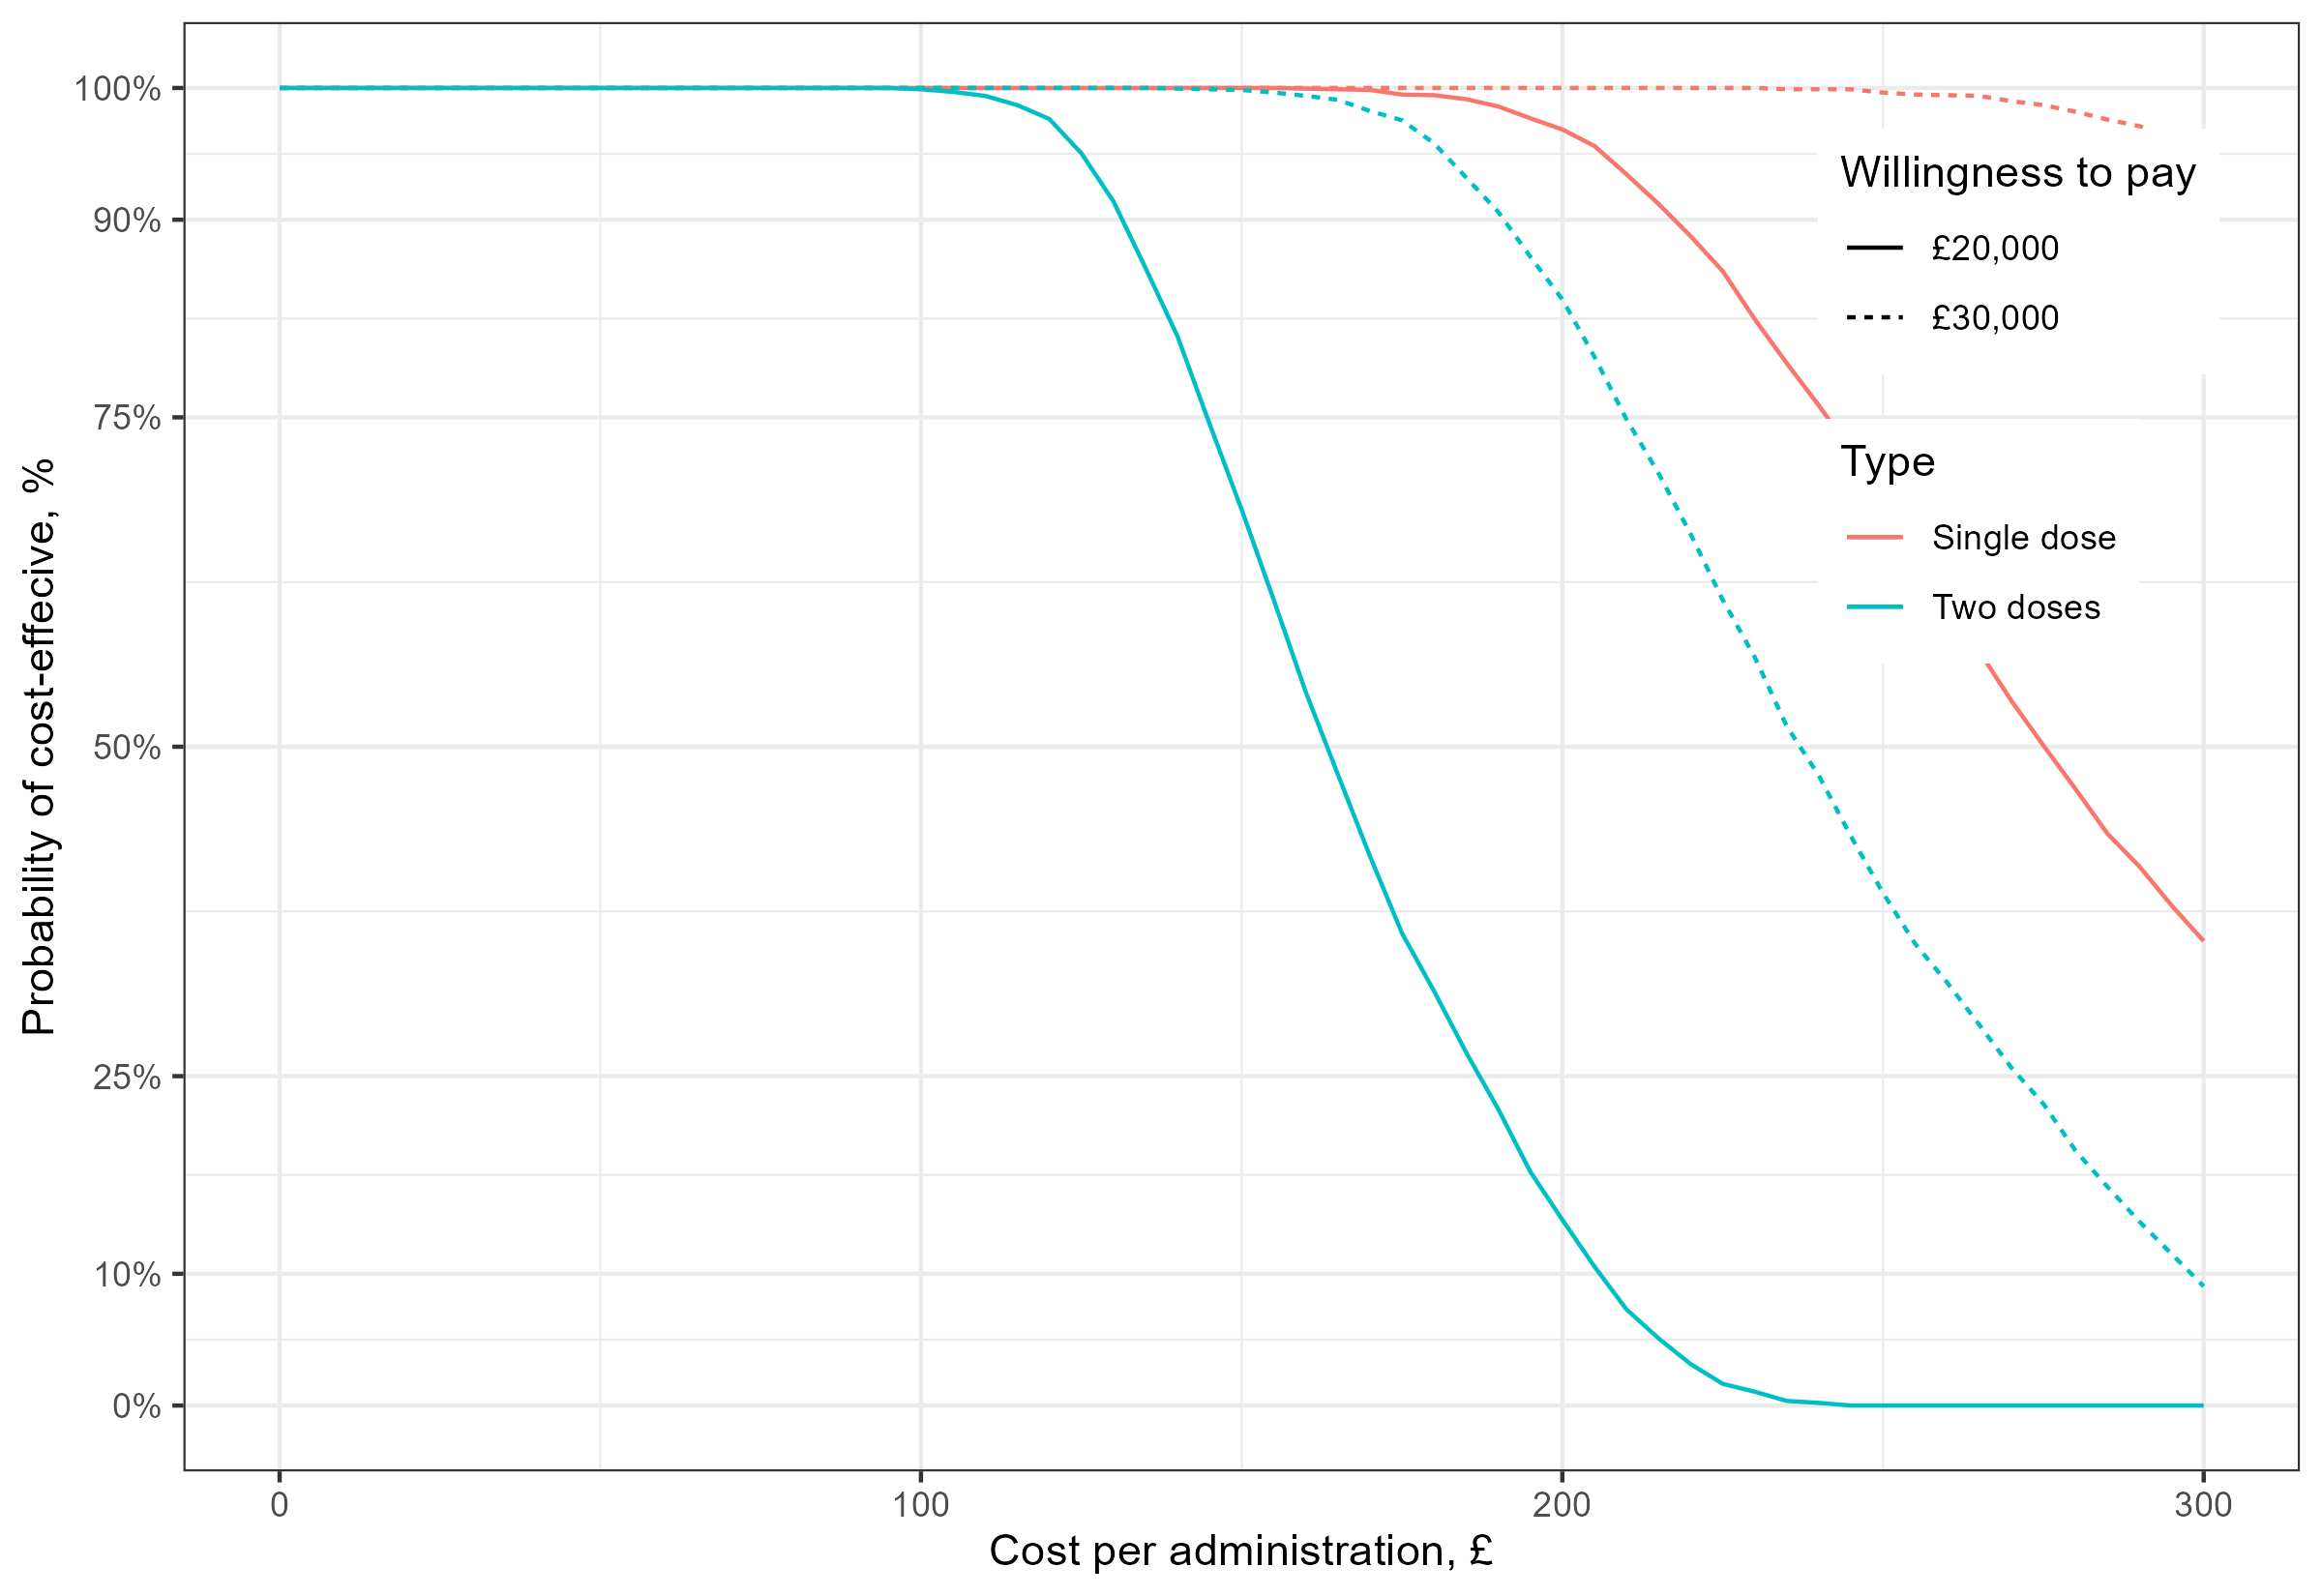 100%
90%
75%
50%
25%
10%
0%
Probability of cost-effecive, %
0
100
200
300
Cost per administration, £
Willingness to pay
£20,000
£30,000
Type
Single dose
Two doses